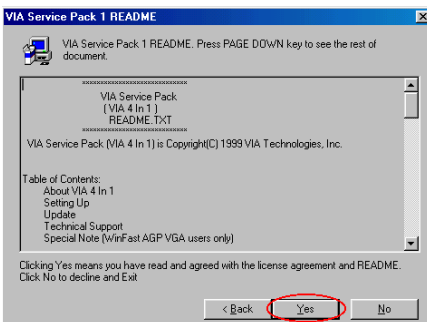 VIA Service Pack 1 README
VIA Service Pack 1 README. Press PAGE DOWN key to see the rest of
document.
××××××××××××××××××××××××××××
VIA Service Pack
( VIA 4 In 1 )
README.TXT
××××××××××××××××××××××××××××
VIA Service Pack (VIA 4 In 1) is Copyright(C) 1999 VIA Technologies, Inc.
Table of Contents:
About VIA 4 In 1
Setting Up
Update
Technical Support
Special Note (WinFast AGP VGA users only)
Clicking Yes means you have read and agreed with the license agreement and README.
Click No to decline and Exit
< Back
Yes
No